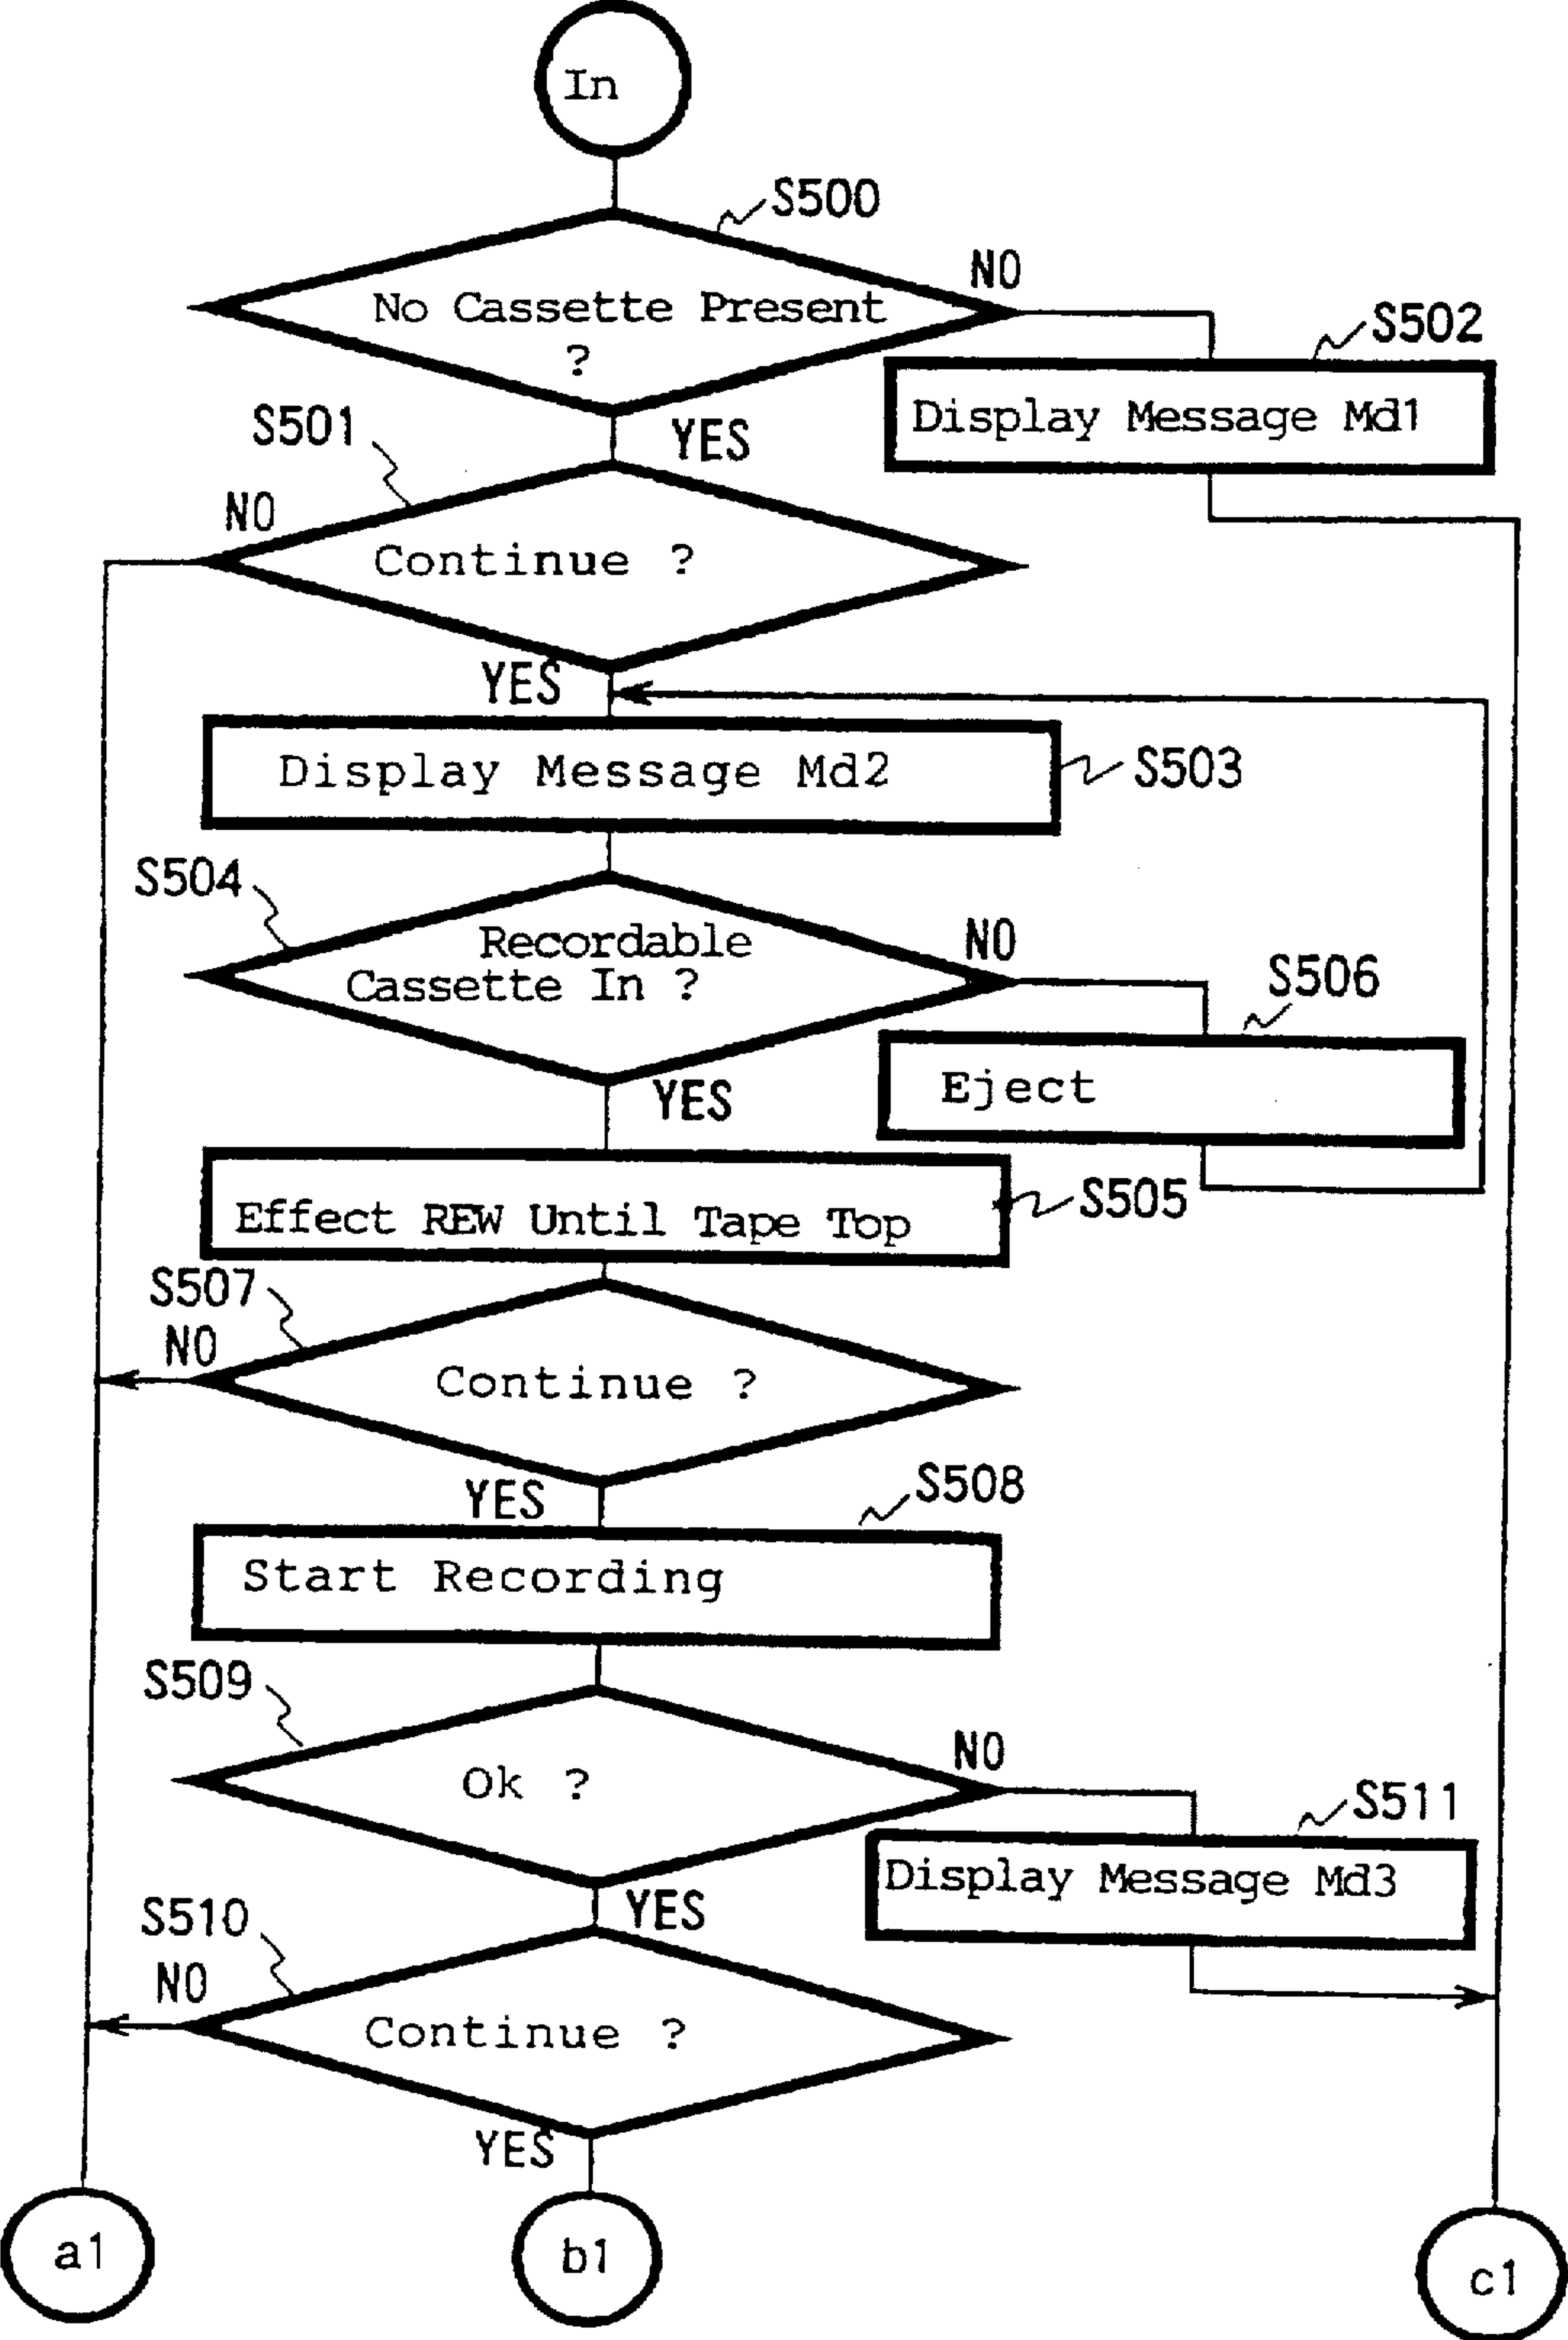 In
S500
NO
No Cassette Present
?
S502
Display Message Md1
S501
YES
NO
Continue ?
YES
Display Message Md2
S503
S504
Recordable
Cassette In ?
NO
S506
Eject
YES
Effect REW Until Tape Top
S505
S507
NO
Continue ?
YES
S508
Start Recording
S509
NO
Ok ?
S511
Display Message Md3
YES
S510
NO
Continue ?
YES
a1
b1
c1